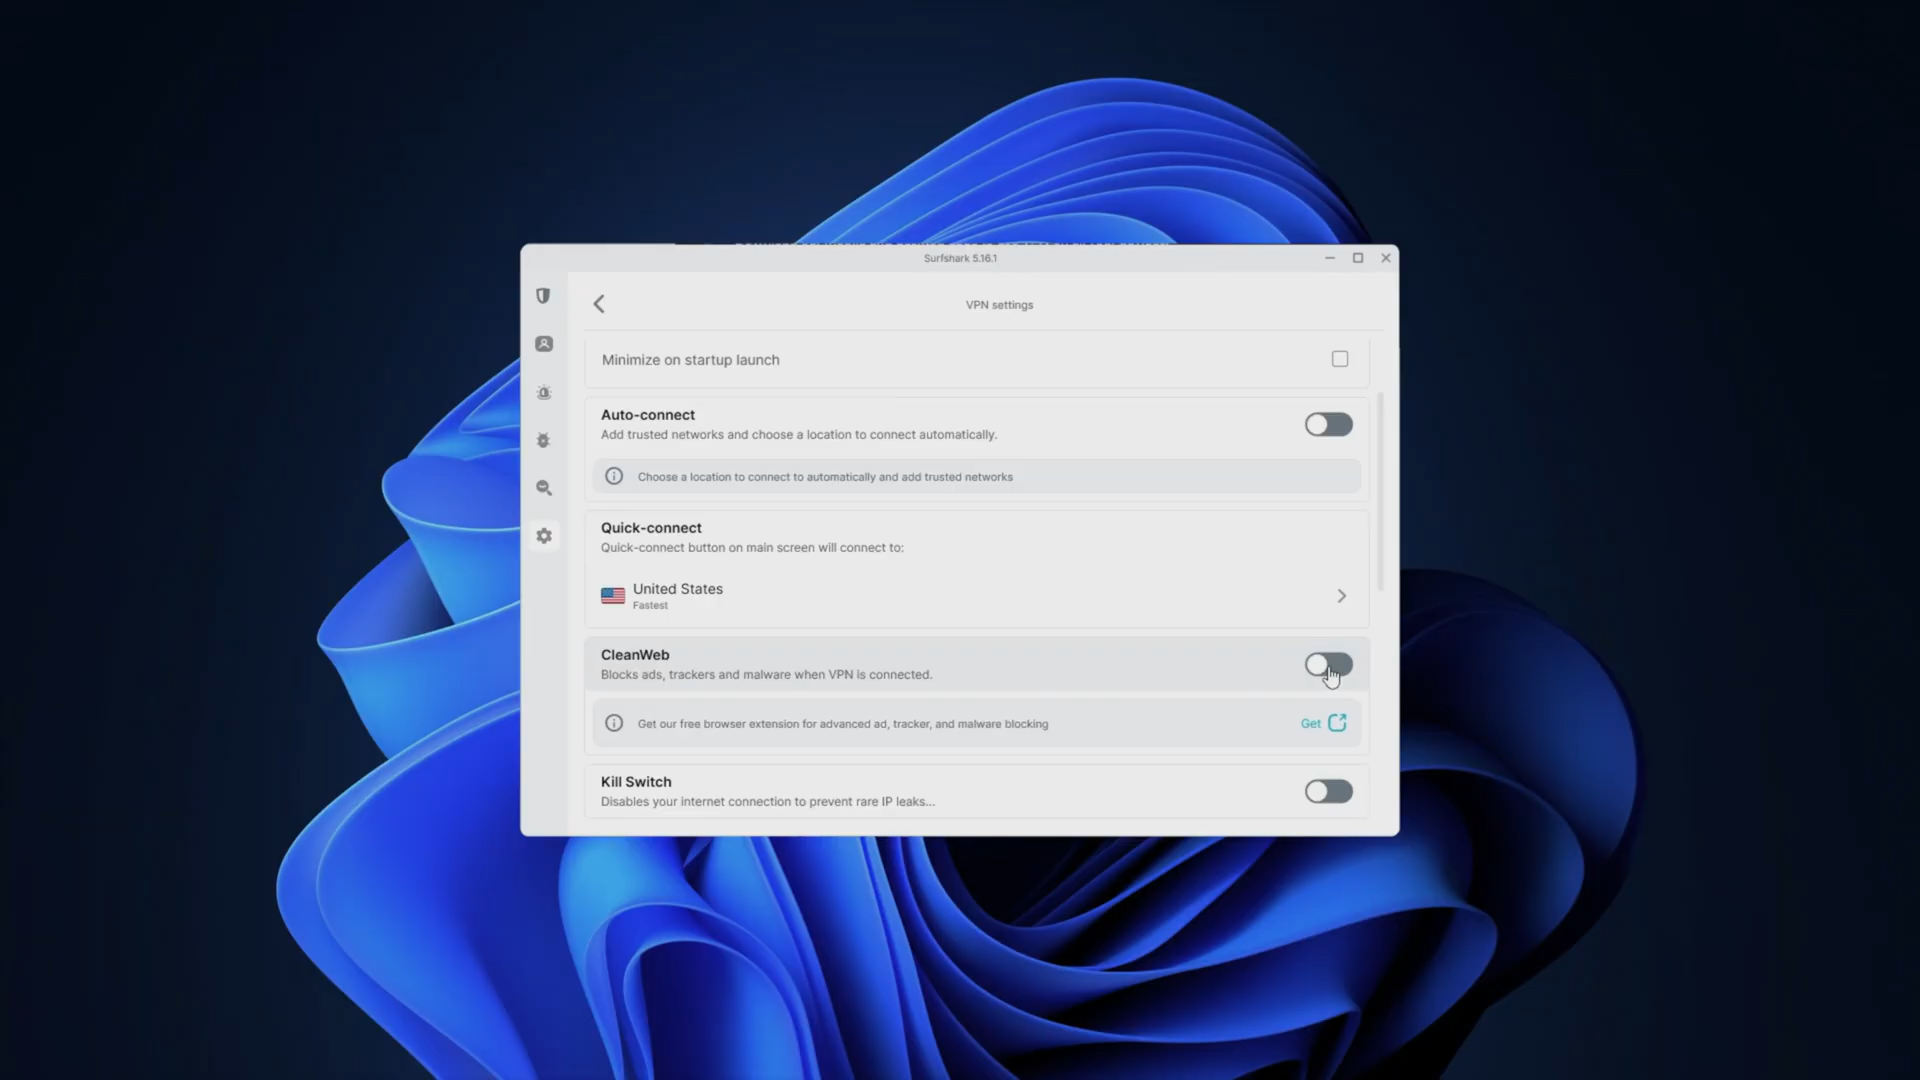 Surfshark 5.16.1
VPN settings
Minimize on startup launch
Auto-connect
Add trusted networks and choose a location to connect automatically.
Choose a location to connect to automatically and add trusted networks
Quick-connect
Quick-connect button on main screen will connect to:
United States
Fastest
CleanWeb
Blocks ads, trackers and malware when VPN is connected.
Get our free browser extension for advanced ad, tracker, and malware blocking
Get
Kill Switch
Disables your internet connection to prevent rare IP leaks...